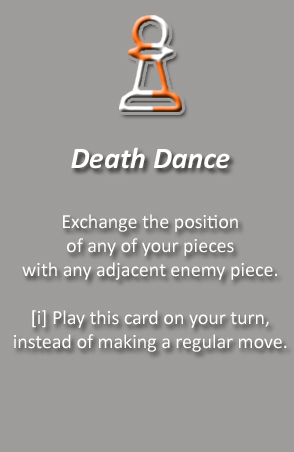 Death Dance
Exchange the position
of any of your pieces
with any adjacent enemy piece.
[i] Play this card on your turn,
instead of making a regular move.